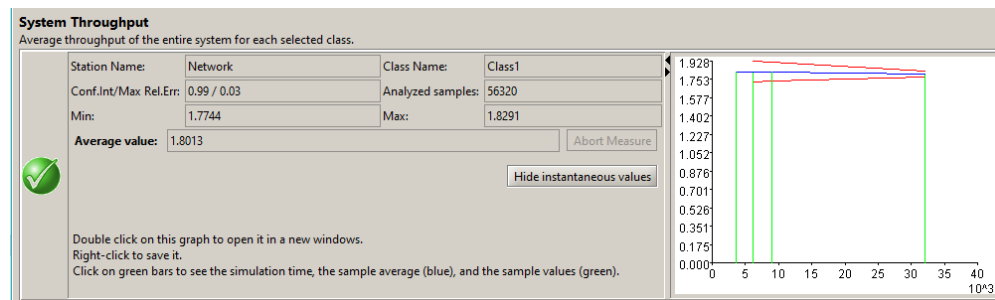 System Throughput
Average throughput of the entire system for each selected class.
Station Name: Network Class Name: Class1
Conf.Int/Max Rel.Err: 0.99 / 0.03 Analyzed samples: 56320
Min: 1.7744 Max: 1.8291
Average value: 1.8013 Abort Measure
Hide instantaneous values
Double click on this graph to open it in a new windows.
Right-click to save it.
Click on green bars to see the simulation time, the sample average (blue), and the sample values (green).
1.928
1.753
1.577
1.402
1.227
1.052
0.876
0.701
0.526
0.351
0.175
0.000
0 5 10 15 20 25 30 35 40
10^3